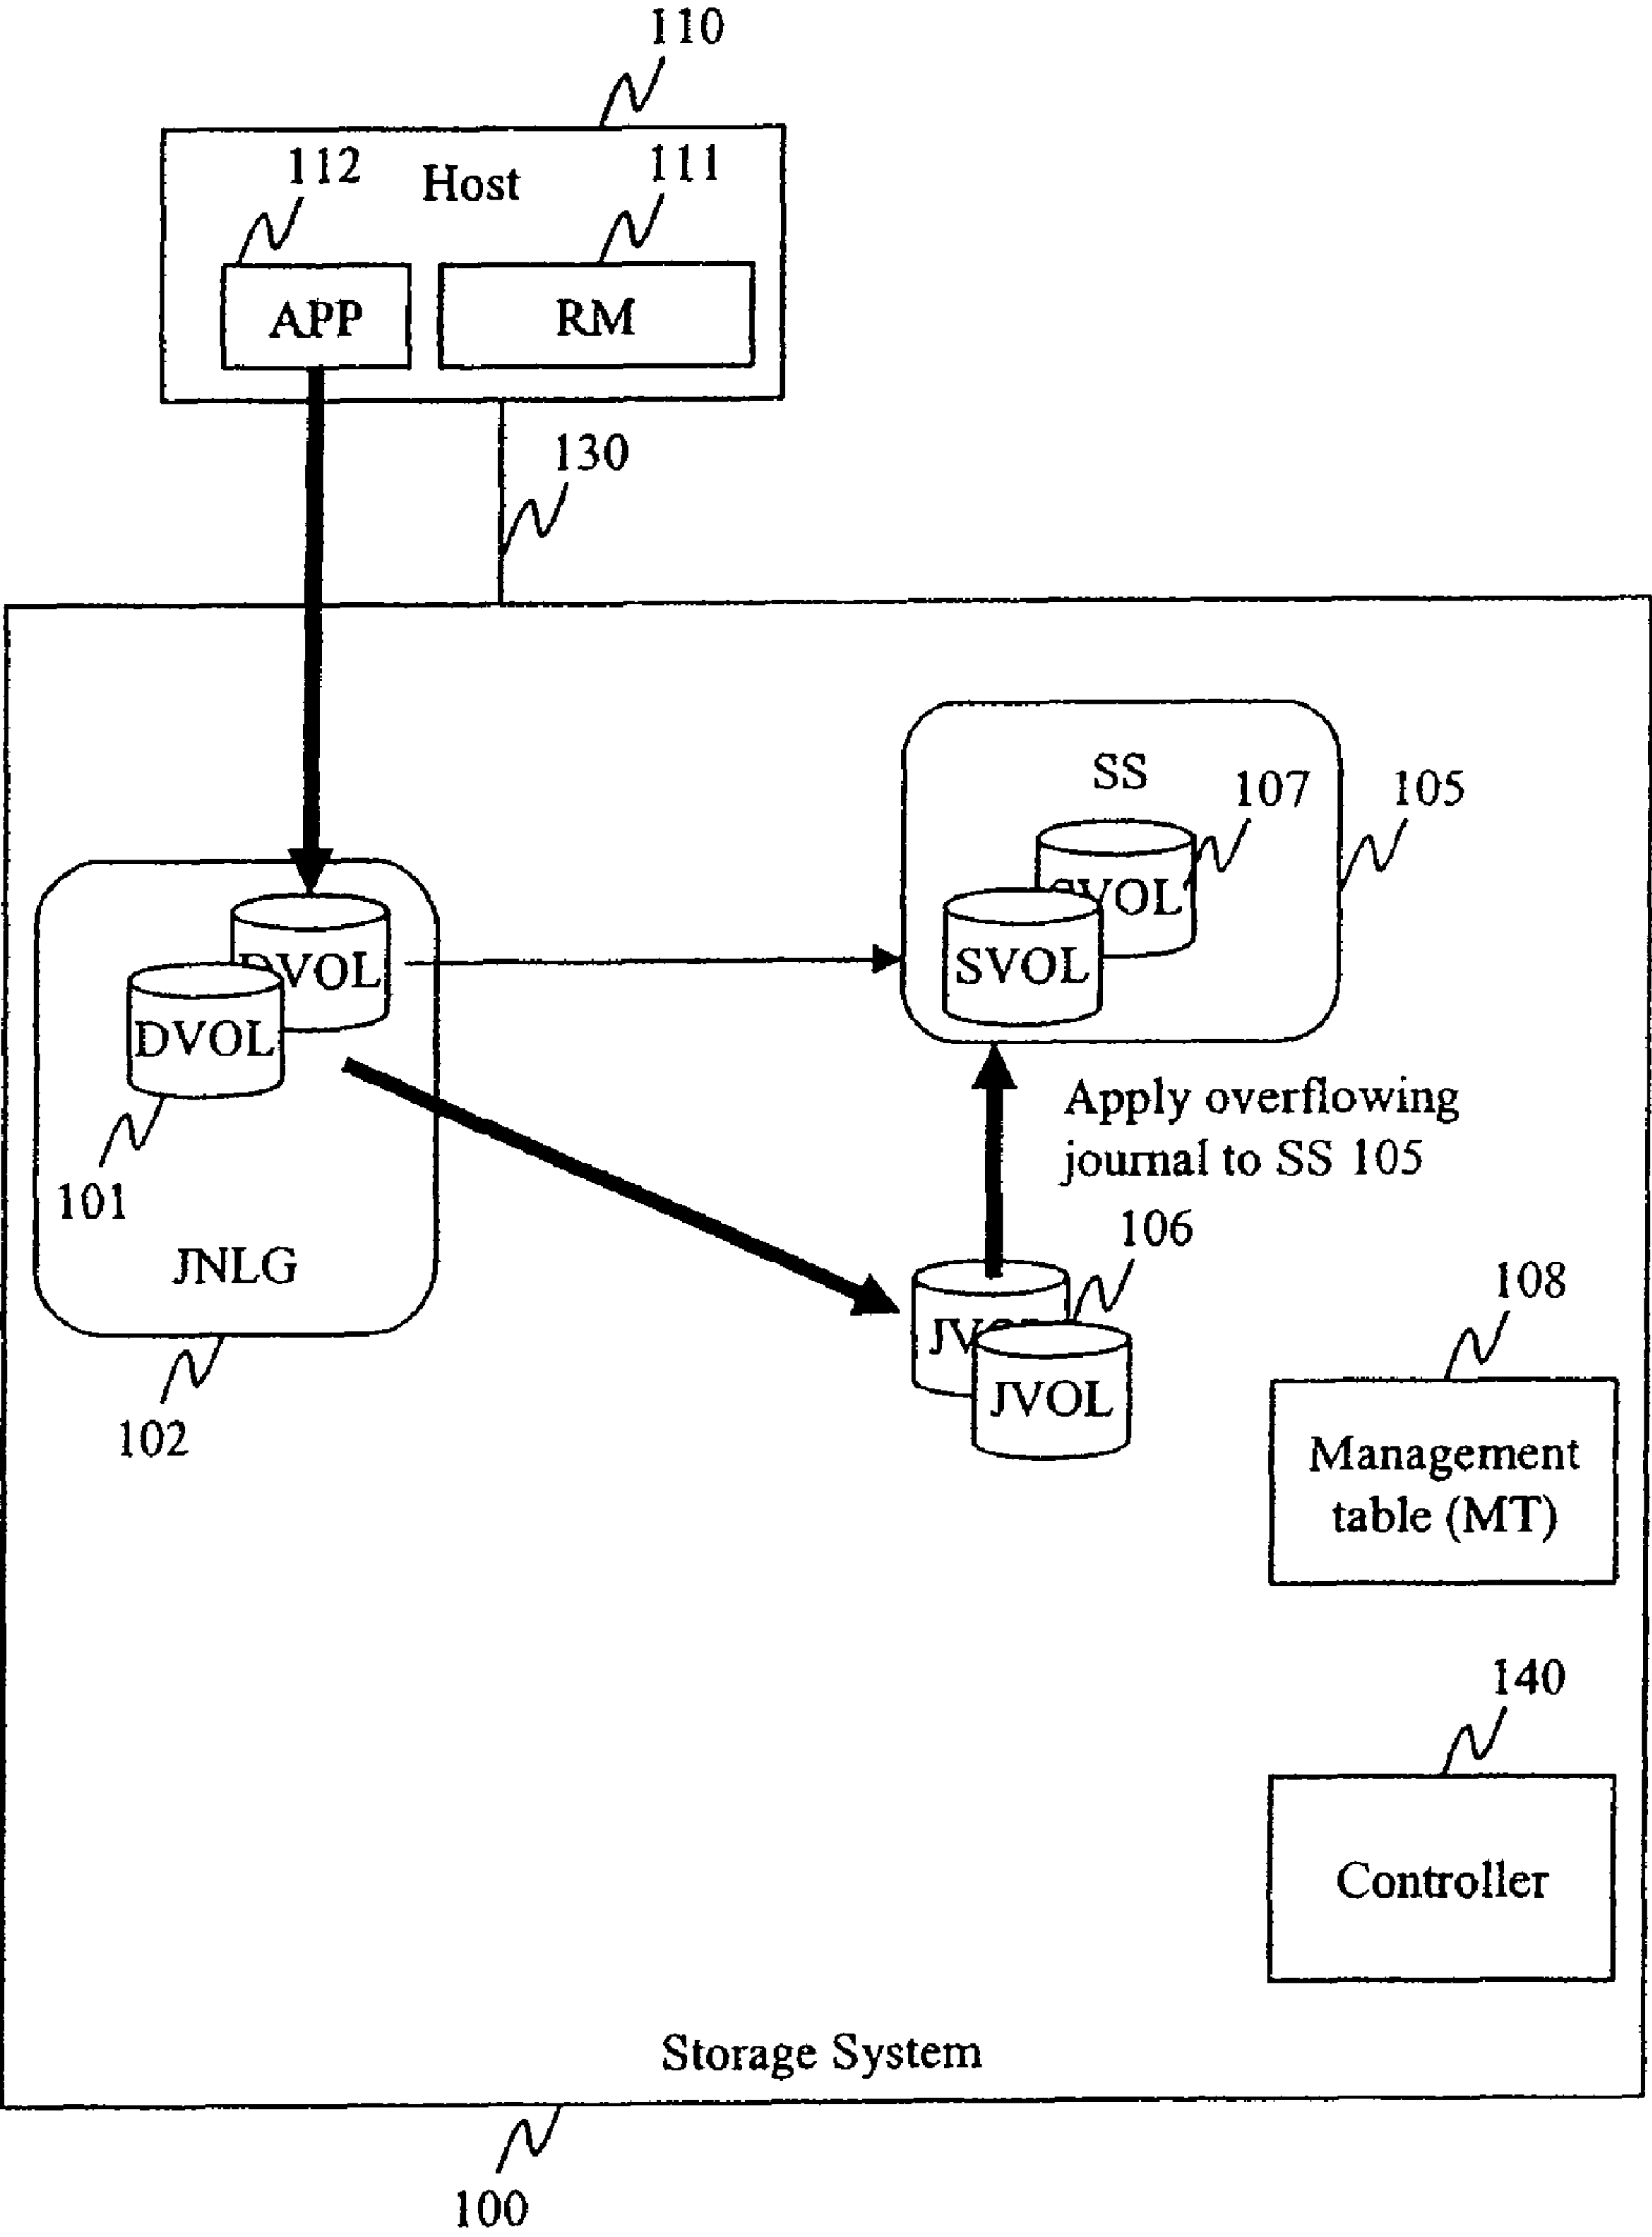 110
112
Host
111
APP
RM
130
SS
107
105
SVOL
SVOL
DVOL
DVOL
Apply overflowing
journal to SS 105
101
106
JNLG
108
JVOL
102
Management
table (MT)
140
Controller
Storage System
100